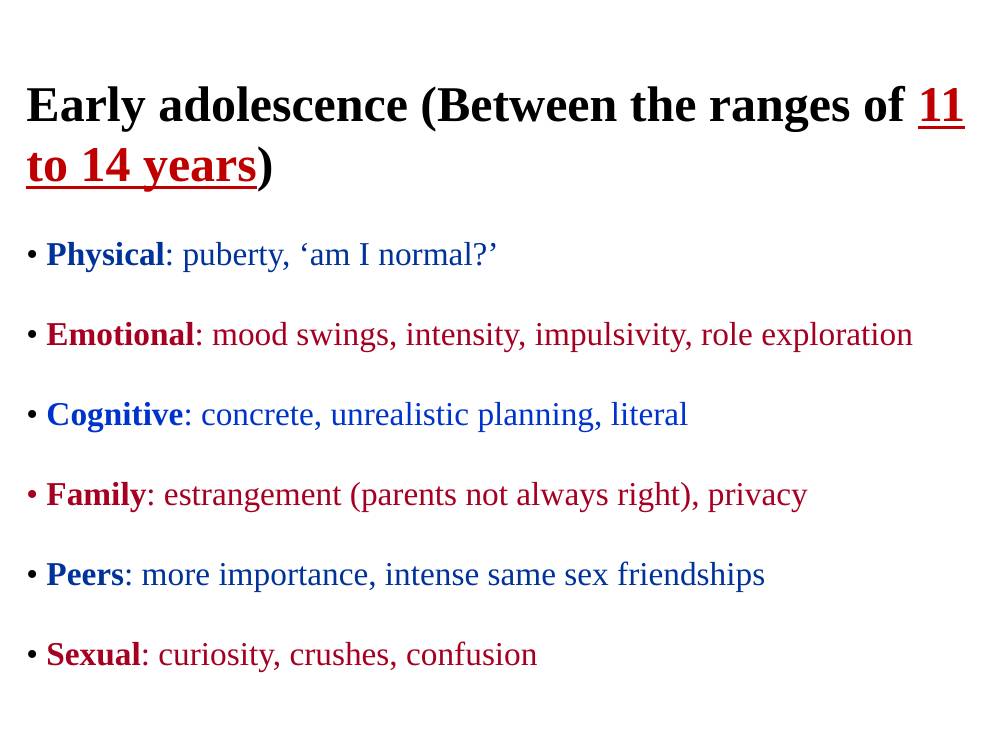 Early adolescence (Between the ranges of 11
to 14 years)
• Physical: puberty, ‘am I normal?’
• Emotional: mood swings, intensity, impulsivity, role exploration
• Cognitive: concrete, unrealistic planning, literal
• Family: estrangement (parents not always right), privacy
• Peers: more importance, intense same sex friendships
• Sexual: curiosity, crushes, confusion